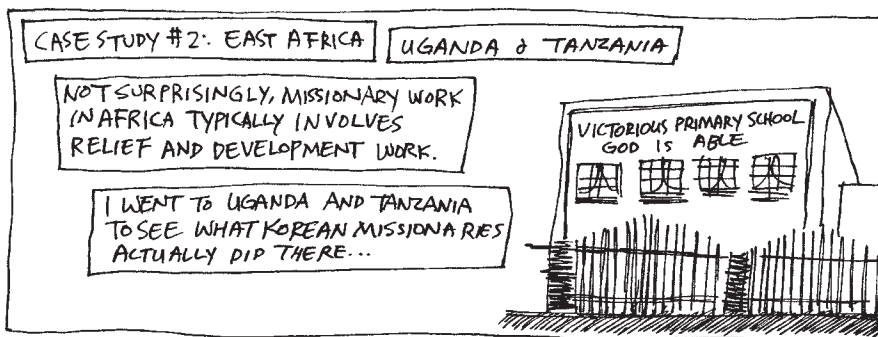 CASE STUDY #2: EAST AFRICA
UGANDA & TANZANIA
NOT SURPRISINGLY, MISSIONARY WORK
IN AFRICA TYPICALLY INVOLVES
RELIEF AND DEVELOPMENT WORK.
I WENT TO UGANDA AND TANZANIA
TO SEE WHAT KOREAN MISSIONARIES
ACTUALLY DID THERE...
VICTORIOUS PRIMARY SCHOOL
GOD IS ABLE